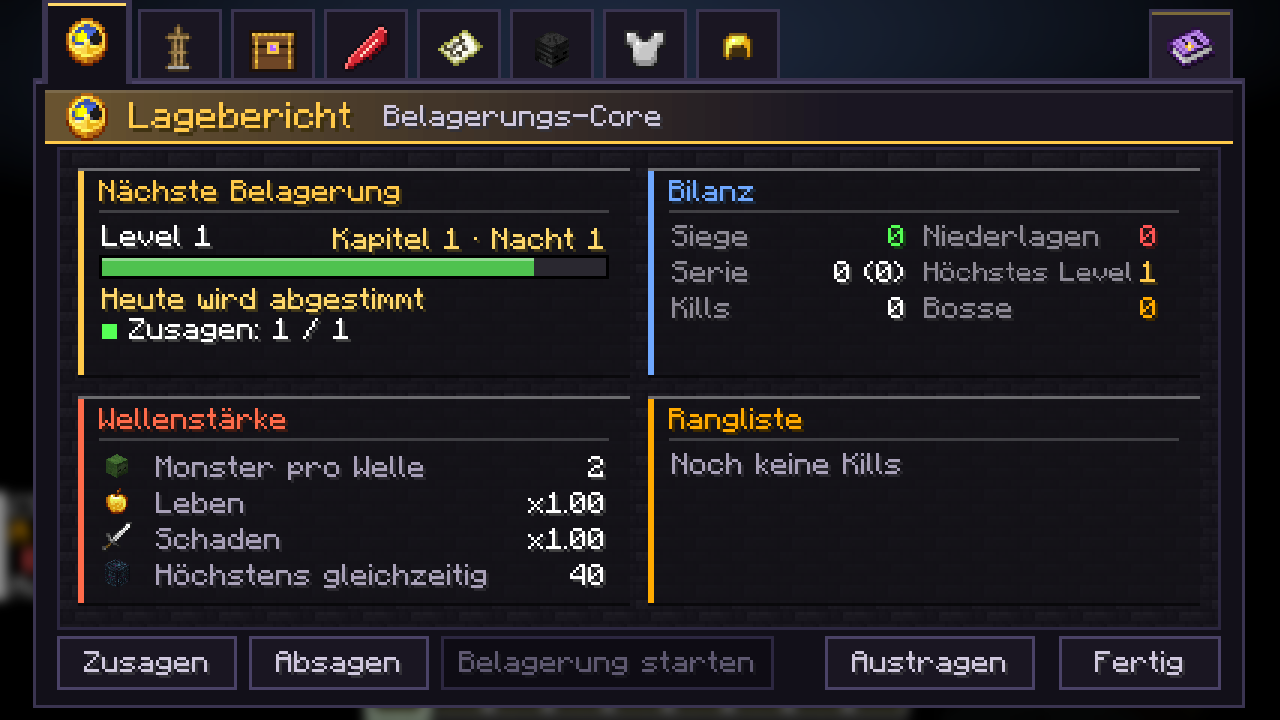 Lagebericht Belagerungs-Core
Nächste Belagerung
Level 1 Kapitel 1 · Nacht 1
Heute wird abgestimmt
Zusagen: 1 / 1
Bilanz
Siege 0 Niederlagen 0
Serie 0 (0) Höchstes Level 1
Kills 0 Bosse 0
Wellenstärke
Monster pro Welle 2
Leben x1.00
Schaden x1.00
Höchstens gleichzeitig 40
Rangliste
Noch keine Kills
Zusagen Absagen Belagerung starten Austragen Fertig